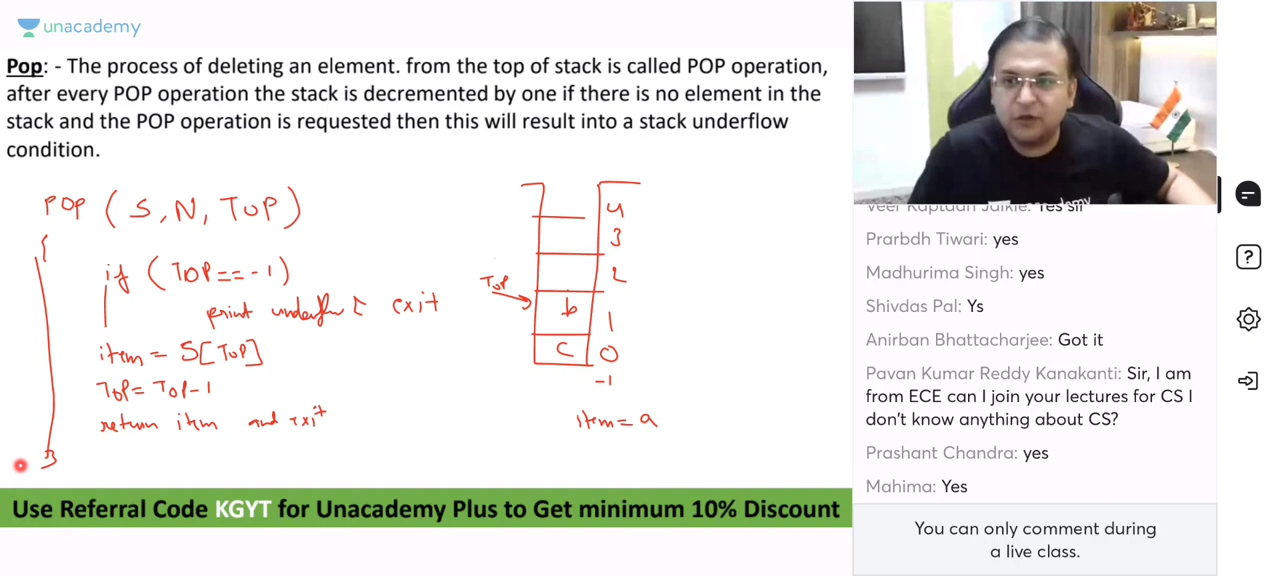 unacademy
Pop: - The process of deleting an element. from the top of stack is called POP operation,
after every POP operation the stack is decremented by one if there is no element in the
stack and the POP operation is requested then this will result into a stack underflow
condition.
POP (S, N, TOP)
{
if (TOP == -1)
print underflow & exit
item = S[TOP]
TOP = TOP-1
return item and exit
}
4
3
2
TOP
b 1
C 0
-1
item = a
Use Referral Code KGYT for Unacademy Plus to Get minimum 10% Discount
Yes sir
Prarbdh Tiwari: yes
Madhurima Singh: yes
Shivdas Pal: Ys
Anirban Bhattacharjee: Got it
Pavan Kumar Reddy Kanakanti: Sir, I am
from ECE can I join your lectures for CS I
don't know anything about CS?
Prashant Chandra: yes
Mahima: Yes
You can only comment during
a live class.